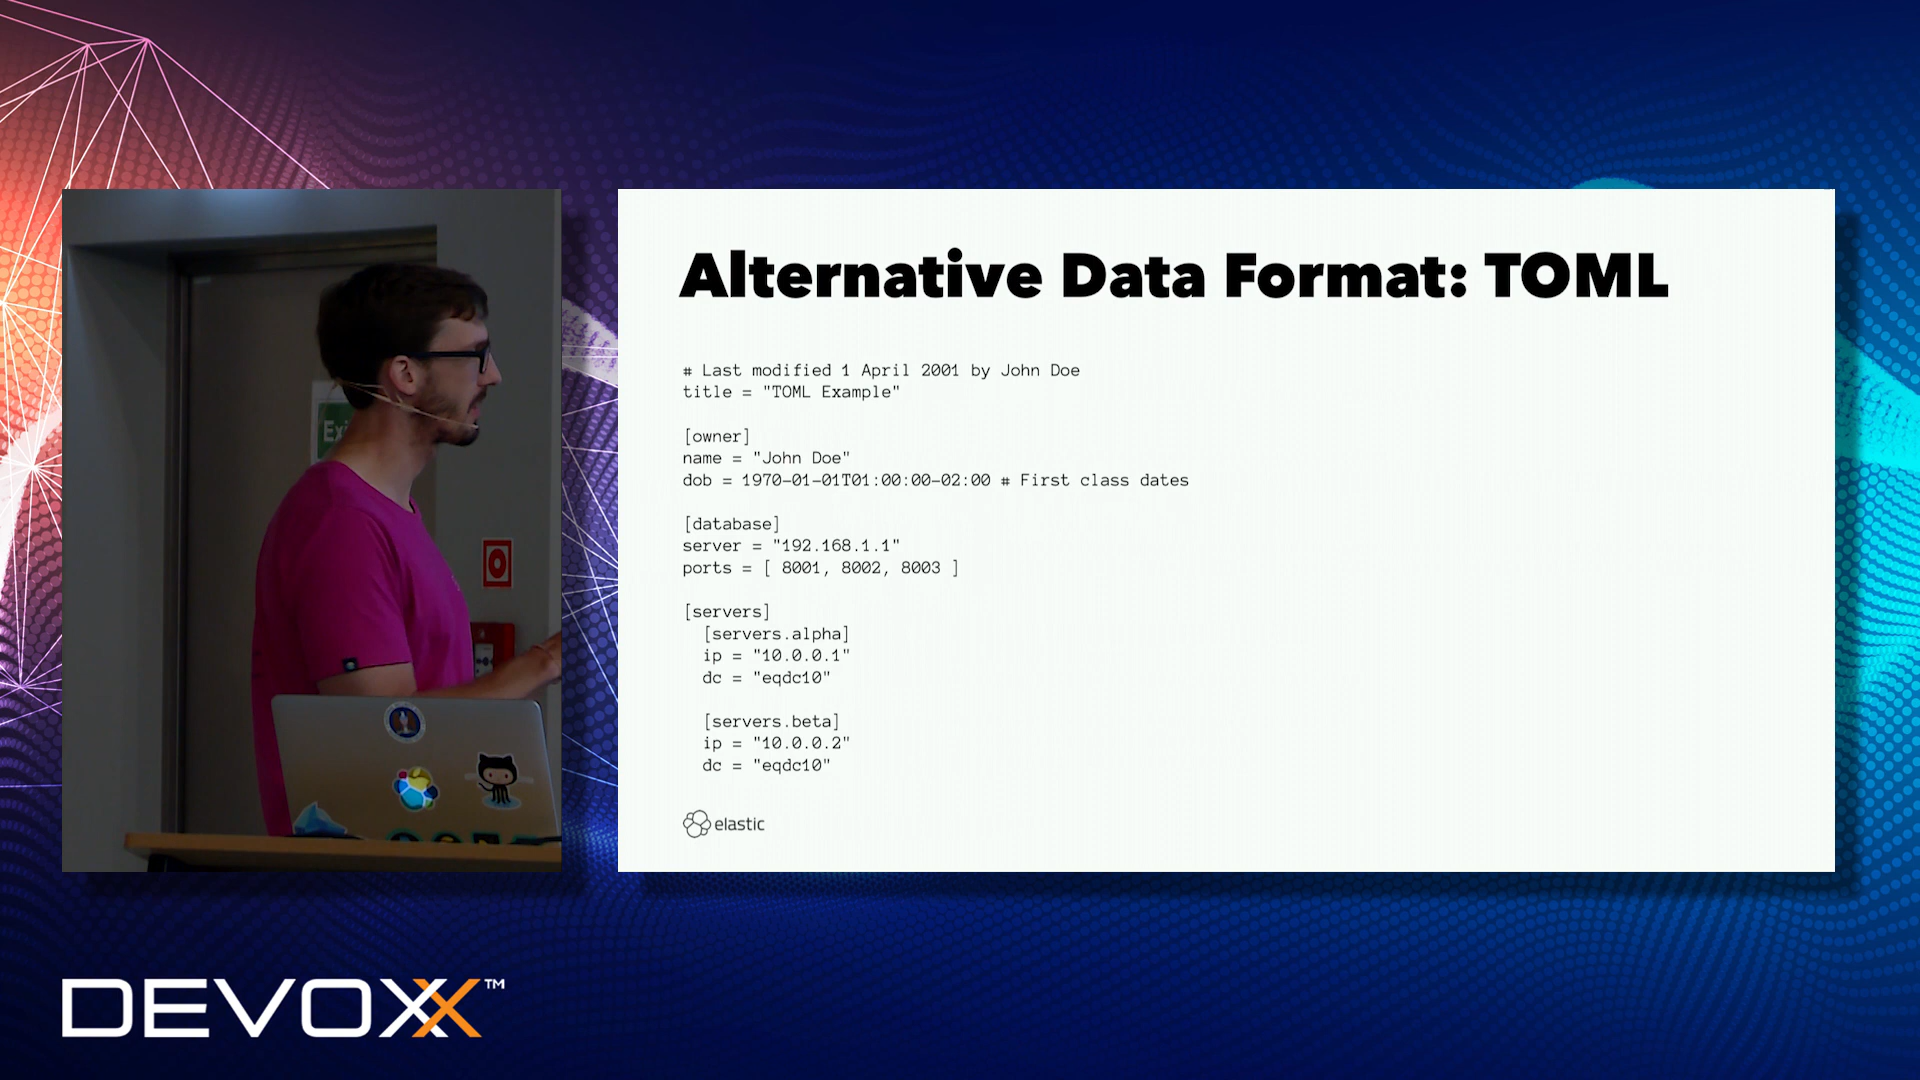 Alternative Data Format: TOML
# Last modified 1 April 2001 by John Doe
title = "TOML Example"
[owner]
name = "John Doe"
dob = 1970-01-01T01:00:00-02:00 # First class dates
[database]
server = "192.168.1.1"
ports = [ 8001, 8002, 8003 ]
[servers]
[servers.alpha]
ip = "10.0.0.1"
dc = "eqdc10"
[servers.beta]
ip = "10.0.0.2"
dc = "eqdc10"
elastic
DEVOXX™